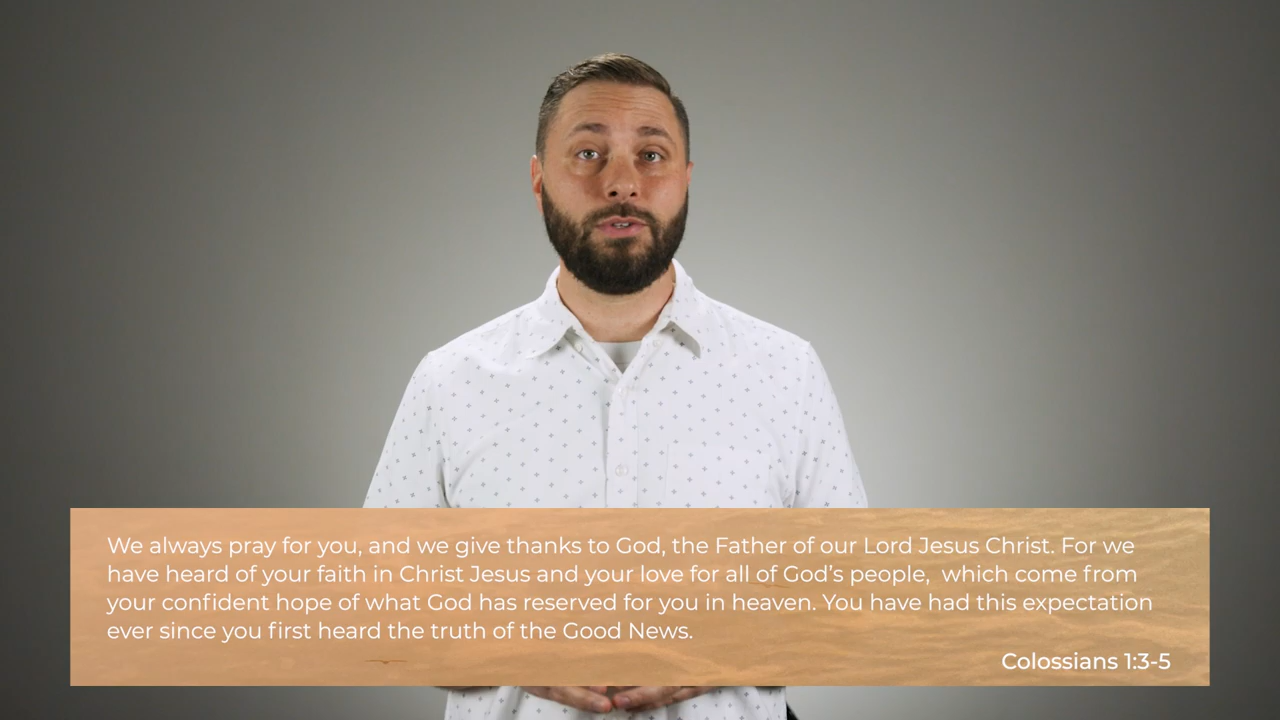 We always pray for you, and we give thanks to God, the Father of our Lord Jesus Christ. For we
have heard of your faith in Christ Jesus and your love for all of God’s people,  which come from
your confident hope of what God has reserved for you in heaven. You have had this expectation
ever since you first heard the truth of the Good News.
Colossians 1:3-5